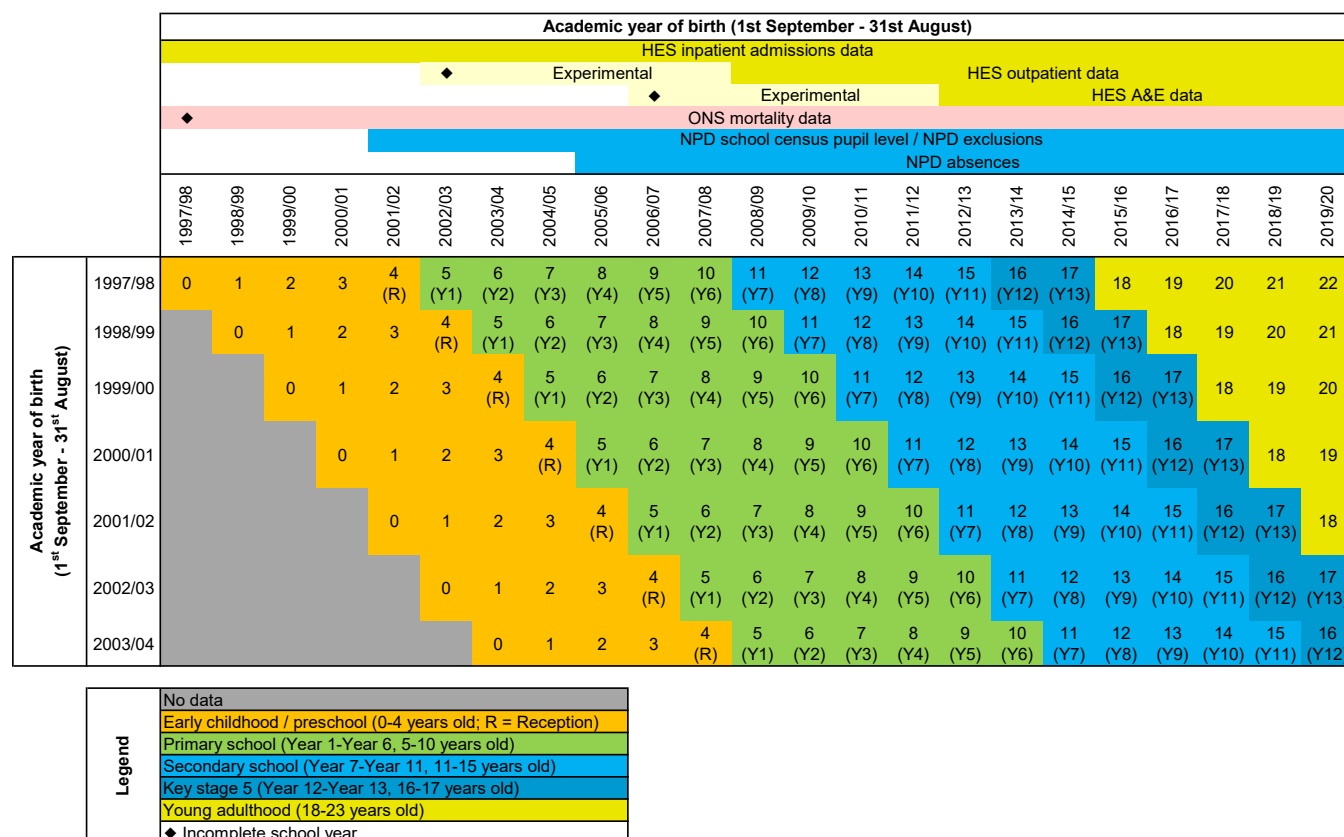 Academic year of birth (1st September - 31st August)
HES inpatient admissions data
◆ Experimental HES outpatient data
◆ Experimental HES A&E data
◆ ONS mortality data
NPD school census pupil level / NPD exclusions
NPD absences
1997/98 1998/99 1999/00 2000/01 2001/02 2002/03 2003/04 2004/05 2005/06 2006/07 2007/08 2008/09 2009/10 2010/11 2011/12 2012/13 2013/14 2014/15 2015/16 2016/17 2017/18 2018/19 2019/20
Academic year of birth
(1st September - 31st August)
1997/98 0 1 2 3 4 (R) 5 (Y1) 6 (Y2) 7 (Y3) 8 (Y4) 9 (Y5) 10 (Y6) 11 (Y7) 12 (Y8) 13 (Y9) 14 (Y10) 15 (Y11) 16 (Y12) 17 (Y13) 18 19 20 21 22
1998/99 0 1 2 3 4 (R) 5 (Y1) 6 (Y2) 7 (Y3) 8 (Y4) 9 (Y5) 10 (Y6) 11 (Y7) 12 (Y8) 13 (Y9) 14 (Y10) 15 (Y11) 16 (Y12) 17 (Y13) 18 19 20 21
1999/00 0 1 2 3 4 (R) 5 (Y1) 6 (Y2) 7 (Y3) 8 (Y4) 9 (Y5) 10 (Y6) 11 (Y7) 12 (Y8) 13 (Y9) 14 (Y10) 15 (Y11) 16 (Y12) 17 (Y13) 18 19 20
2000/01 0 1 2 3 4 (R) 5 (Y1) 6 (Y2) 7 (Y3) 8 (Y4) 9 (Y5) 10 (Y6) 11 (Y7) 12 (Y8) 13 (Y9) 14 (Y10) 15 (Y11) 16 (Y12) 17 (Y13) 18 19
2001/02 0 1 2 3 4 (R) 5 (Y1) 6 (Y2) 7 (Y3) 8 (Y4) 9 (Y5) 10 (Y6) 11 (Y7) 12 (Y8) 13 (Y9) 14 (Y10) 15 (Y11) 16 (Y12) 17 (Y13) 18
2002/03 0 1 2 3 4 (R) 5 (Y1) 6 (Y2) 7 (Y3) 8 (Y4) 9 (Y5) 10 (Y6) 11 (Y7) 12 (Y8) 13 (Y9) 14 (Y10) 15 (Y11) 16 (Y12) 17 (Y13
2003/04 0 1 2 3 4 (R) 5 (Y1) 6 (Y2) 7 (Y3) 8 (Y4) 9 (Y5) 10 (Y6) 11 (Y7) 12 (Y8) 13 (Y9) 14 (Y10) 15 (Y11) 16 (Y12
Legend
No data
Early childhood / preschool (0-4 years old; R = Reception)
Primary school (Year 1-Year 6, 5-10 years old)
Secondary school (Year 7-Year 11, 11-15 years old)
Key stage 5 (Year 12-Year 13, 16-17 years old)
Young adulthood (18-23 years old)
◆ Incomplete school year